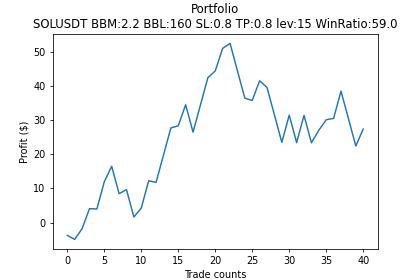 Portfolio
SOLUSDT BBM:2.2 BBL:160 SL:0.8 TP:0.8 lev:15 WinRatio:59.0
50
40
30
20
10
0
Profit ($)
0 5 10 15 20 25 30 35 40
Trade counts